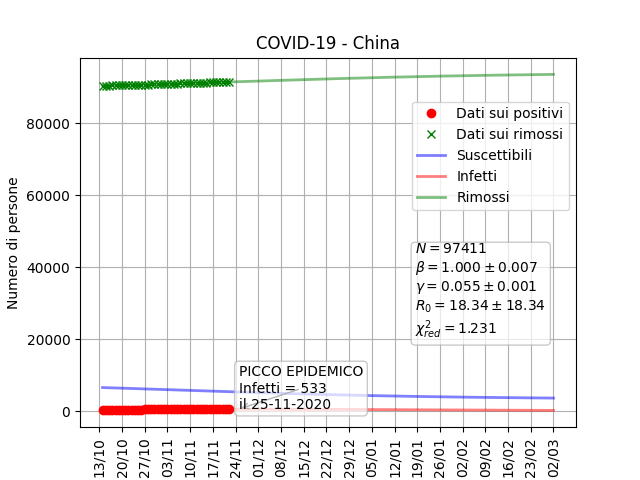 COVID-19 - China
Numero di persone
80000
60000
40000
20000
0
Dati sui positivi
Dati sui rimossi
Suscettibili
Infetti
Rimossi
N = 97411
β = 1.000 ± 0.007
γ = 0.055 ± 0.001
R₀ = 18.34 ± 18.34
χ²red = 1.231
PICCO EPIDEMICO
Infetti = 533
il 25-11-2020
13/10
20/10
27/10
03/11
10/11
17/11
24/11
01/12
08/12
15/12
22/12
29/12
05/01
12/01
19/01
26/01
02/02
09/02
16/02
23/02
02/03